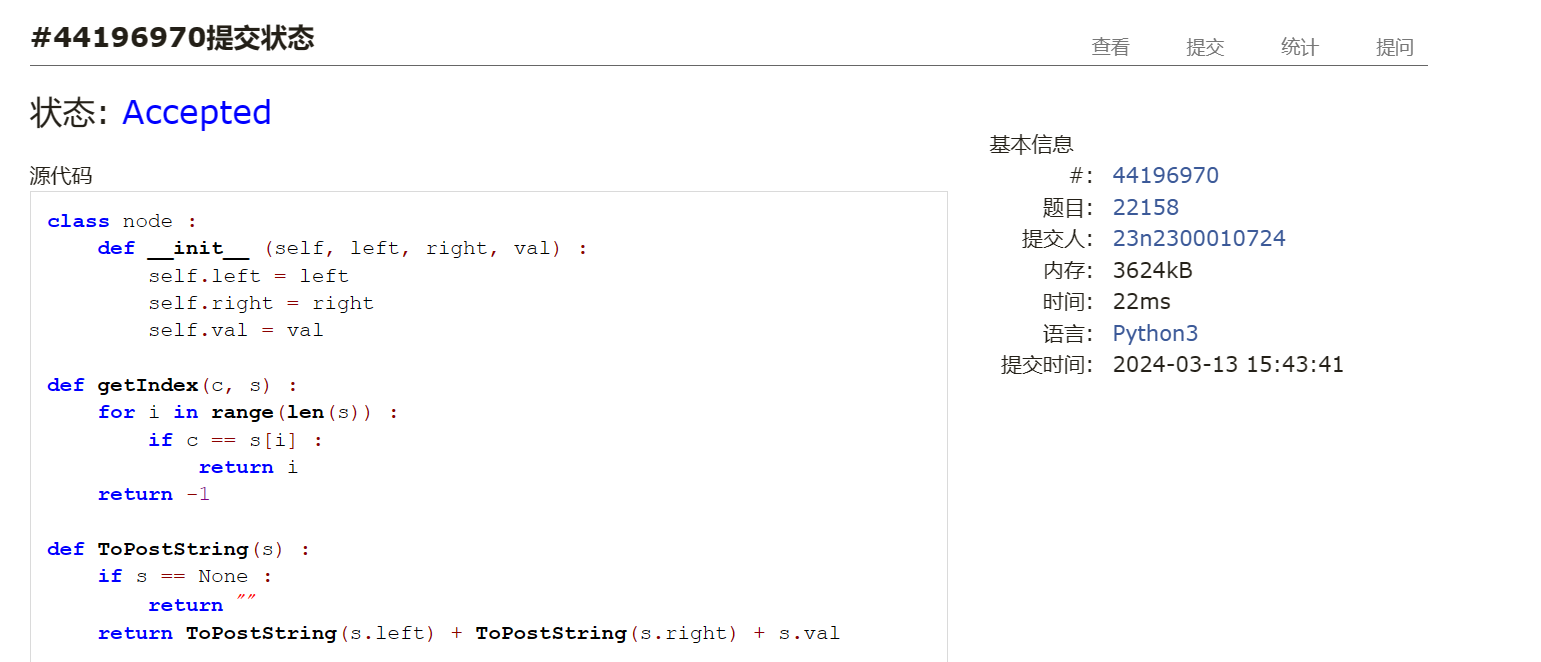 #44196970提交状态
查看 提交 统计 提问
状态: Accepted
源代码
class node :
    def __init__ (self, left, right, val) :
        self.left = left
        self.right = right
        self.val = val
def getIndex(c, s) :
    for i in range(len(s)) :
        if c == s[i] :
            return i
    return -1
def ToPostString(s) :
    if s == None :
        return ""
    return ToPostString(s.left) + ToPostString(s.right) + s.val
基本信息
#: 44196970
题目: 22158
提交人: 23n2300010724
内存: 3624kB
时间: 22ms
语言: Python3
提交时间: 2024-03-13 15:43:41